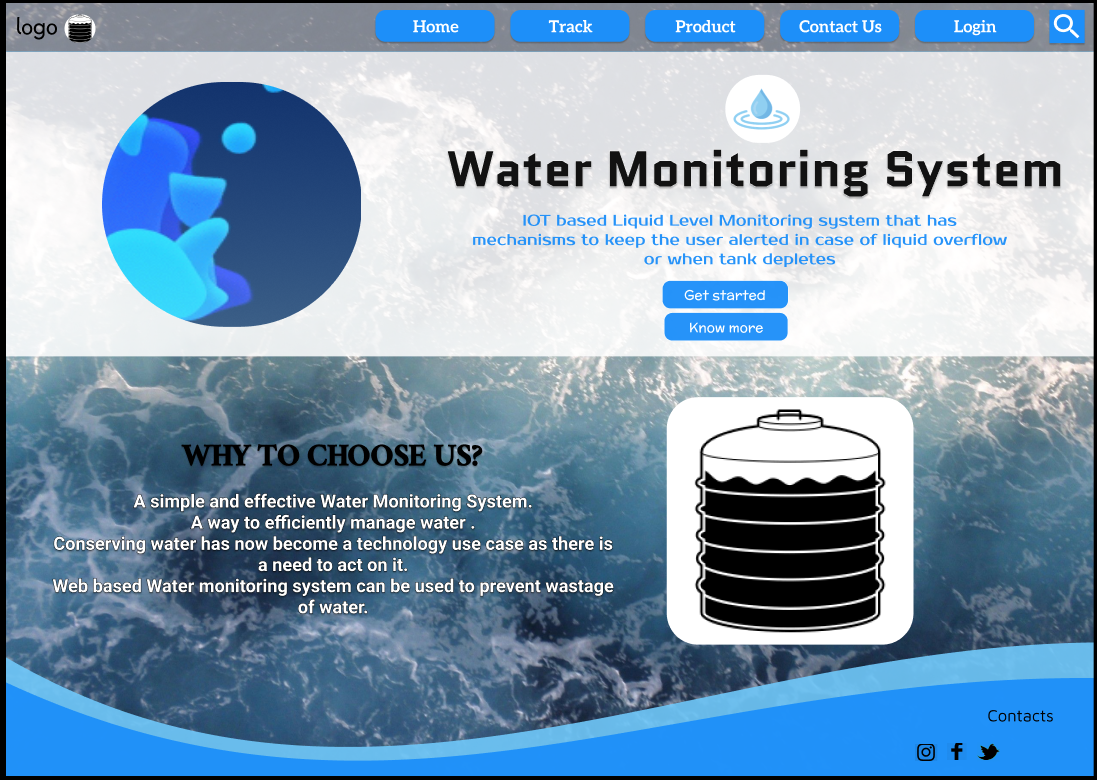 logo
Home
Track
Product
Contact Us
Login
Water Monitoring System
IOT based Liquid Level Monitoring system that has
mechanisms to keep the user alerted in case of liquid overflow
or when tank depletes
Get started
Know more
WHY TO CHOOSE US?
A simple and effective Water Monitoring System.
A way to efficiently manage water .
Conserving water has now become a technology use case as there is
a need to act on it.
Web based Water monitoring system can be used to prevent wastage
of water.
Contacts